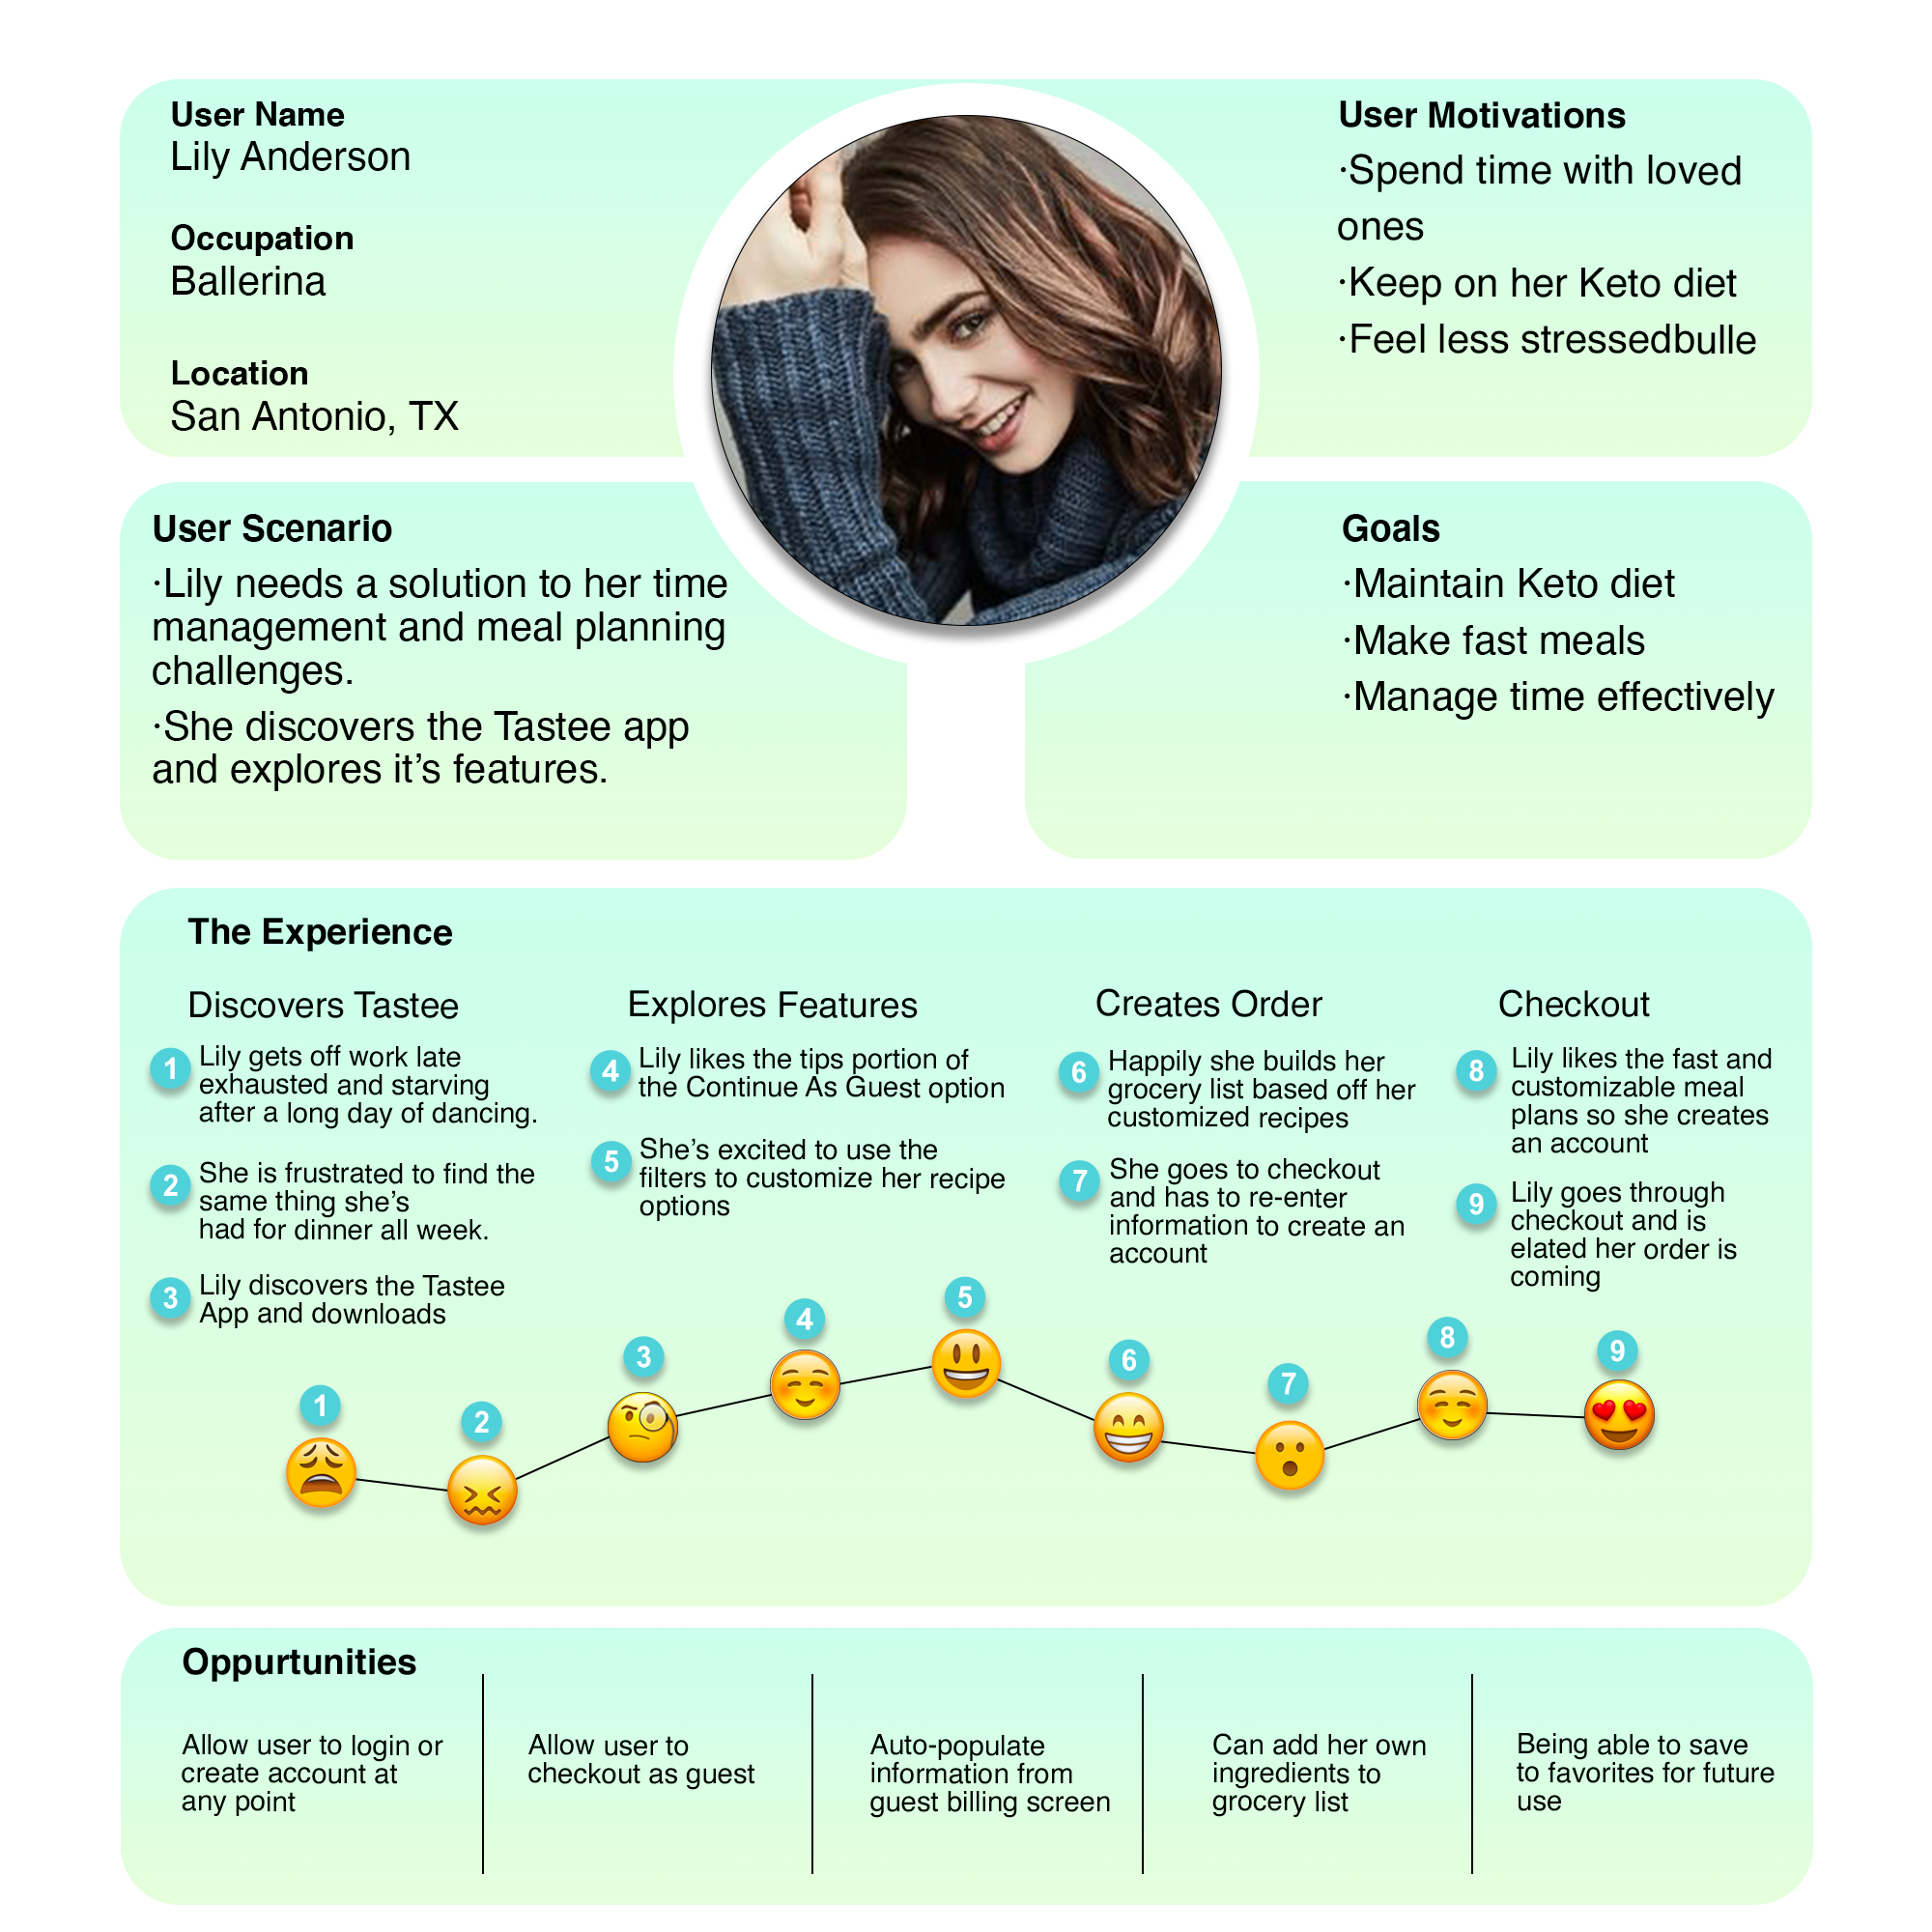 User Name
Lily Anderson
Occupation
Ballerina
Location
San Antonio, TX
User Motivations
·Spend time with loved
ones
·Keep on her Keto diet
·Feel less stressedbulle
User Scenario
·Lily needs a solution to her time
management and meal planning
challenges.
·She discovers the Tastee app
and explores it’s features.
Goals
·Maintain Keto diet
·Make fast meals
·Manage time effectively
The Experience
Discovers Tastee
1 Lily gets off work late
exhausted and starving
after a long day of dancing.
2 She is frustrated to find the
same thing she’s
had for dinner all week.
3 Lily discovers the Tastee
App and downloads
Explores Features
4 Lily likes the tips portion of
the Continue As Guest option
5 She’s excited to use the
filters to customize her recipe
options
Creates Order
6 Happily she builds her
grocery list based off her
customized recipes
7 She goes to checkout
and has to re-enter
information to create an
account
Checkout
8 Lily likes the fast and
customizable meal
plans so she creates
an account
9 Lily goes through
checkout and is
elated her order is
coming
1
2
3
4
5
6
7
8
9
Oppurtunities
Allow user to login or
create account at
any point
Allow user to
checkout as guest
Auto-populate
information from
guest billing screen
Can add her own
ingredients to
grocery list
Being able to save
to favorites for future
use